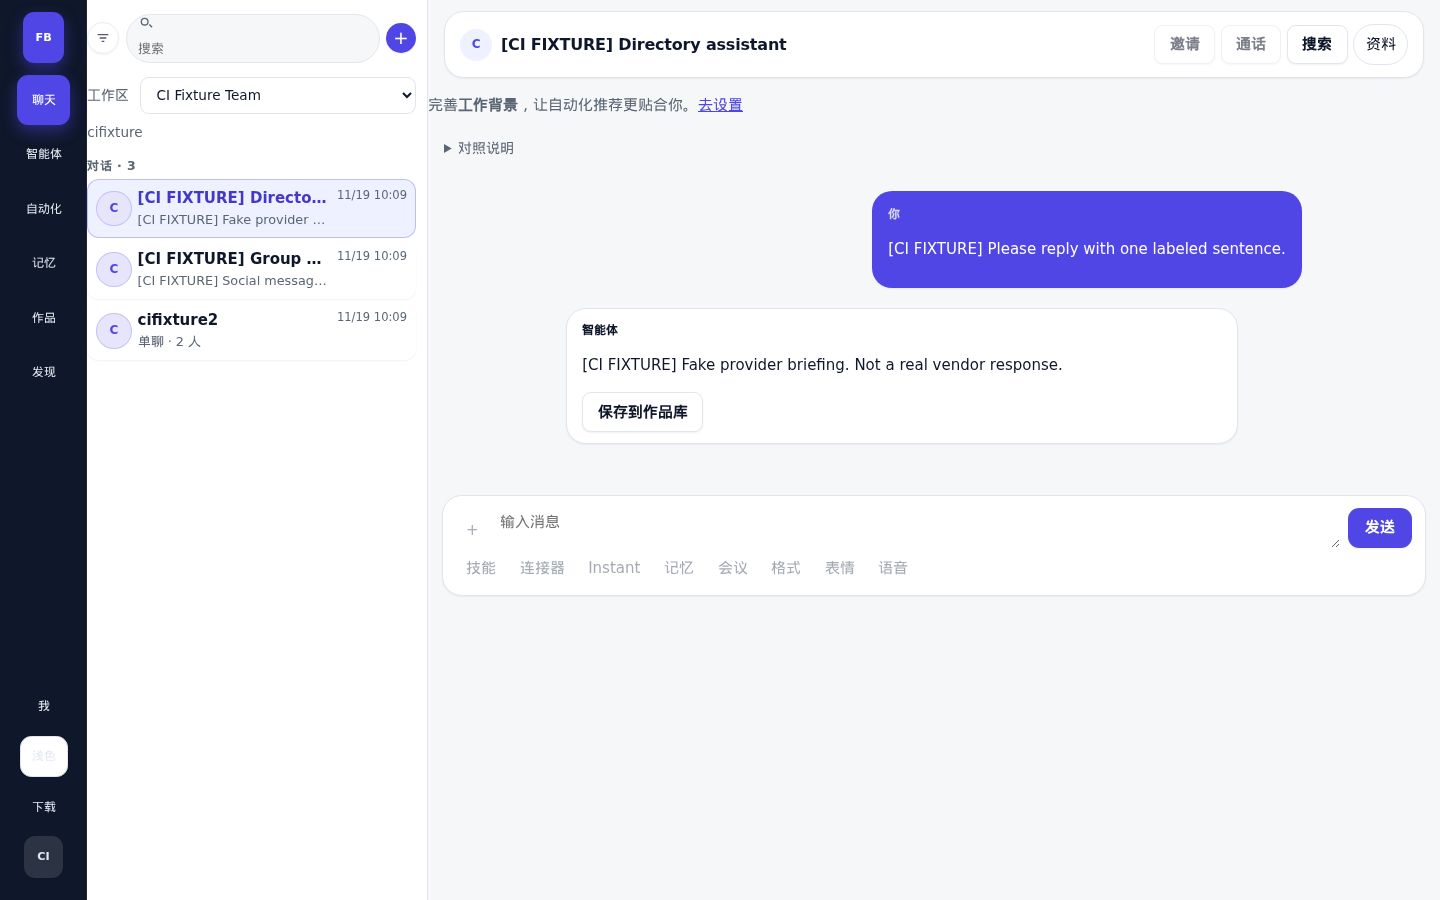 FB
聊天
智能体
自动化
记忆
作品
发现
我
浅色
下载
CI
搜索
+
工作区
CI Fixture Team
cifixture
对话 · 3
C
[CI FIXTURE] Directo...
11/19 10:09
[CI FIXTURE] Fake provider ...
C
[CI FIXTURE] Group ...
11/19 10:09
[CI FIXTURE] Social messag...
C
cifixture2
11/19 10:09
单聊 · 2 人
C
[CI FIXTURE] Directory assistant
邀请
通话
搜索
资料
完善工作背景，让自动化推荐更贴合你。去设置
▶ 对照说明
你
[CI FIXTURE] Please reply with one labeled sentence.
智能体
[CI FIXTURE] Fake provider briefing. Not a real vendor response.
保存到作品库
+
输入消息
发送
技能 连接器 Instant 记忆 会议 格式 表情 语音